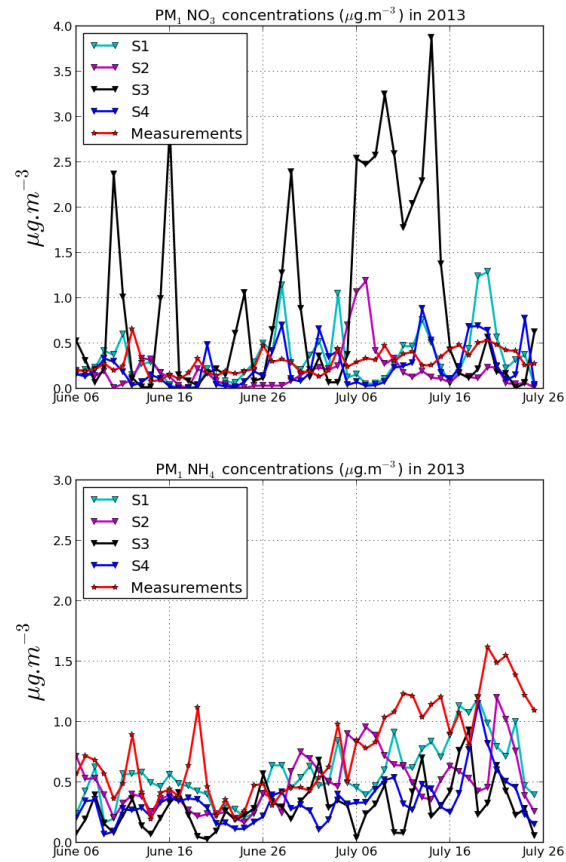 PM₁ NO₃ concentrations (μg.m⁻³) in 2013
4.0
3.5
3.0
2.5
2.0
1.5
1.0
0.5
0.0
μg.m⁻³
S1
S2
S3
S4
Measurements
June 06 June 16 June 26 July 06 July 16 July 26
PM₁ NH₄ concentrations (μg.m⁻³) in 2013
3.0
2.5
2.0
1.5
1.0
0.5
0.0
μg.m⁻³
S1
S2
S3
S4
Measurements
June 06 June 16 June 26 July 06 July 16 July 26